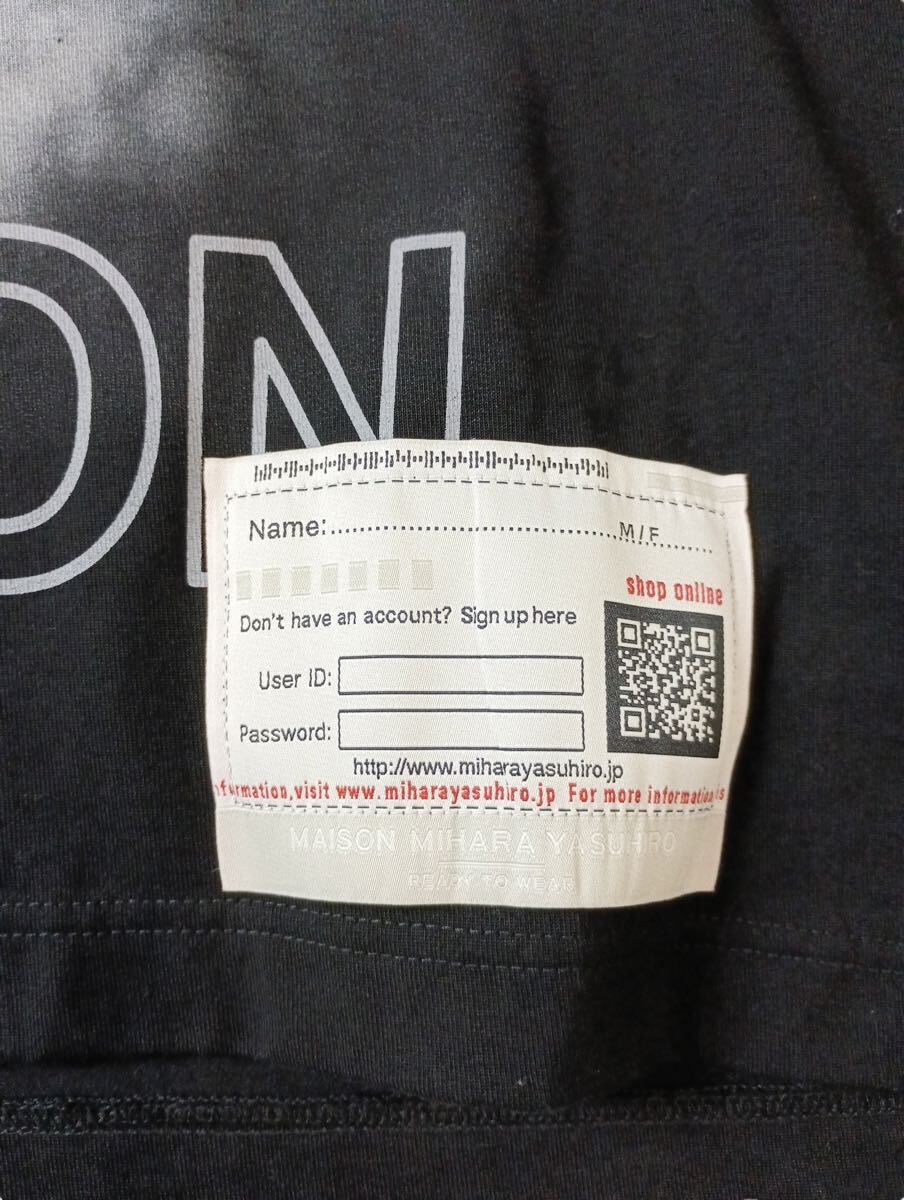 ON
Name:.......................................M/F..........
shop online
Don't have an account? Sign up here
User ID:
Password:
http://www.miharayasuhiro.jp
formation,visit www.miharayasuhiro.jp For more information
MAISON MIHARA YASUHIRO
READY TO WEAR